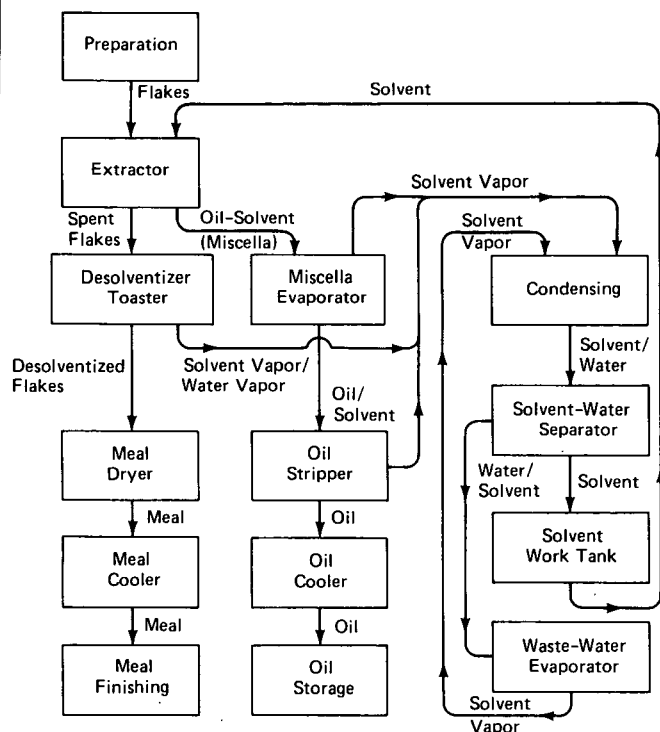 Preparation
Flakes
Solvent
Extractor
Solvent Vapor
Spent
Flakes
Oil-Solvent
(Miscella)
Solvent
Vapor
Desolventizer
Toaster
Miscella
Evaporator
Condensing
Desolventized
Flakes
Solvent Vapor/
Water Vapor
Solvent/
Water
Oil/
Solvent
Solvent-Water
Separator
Meal
Dryer
Oil
Stripper
Water/
Solvent
Solvent
Meal
Oil
Solvent
Work Tank
Meal
Cooler
Oil
Cooler
Meal
Oil
Waste-Water
Evaporator
Meal
Finishing
Oil
Storage
Solvent
Vapor